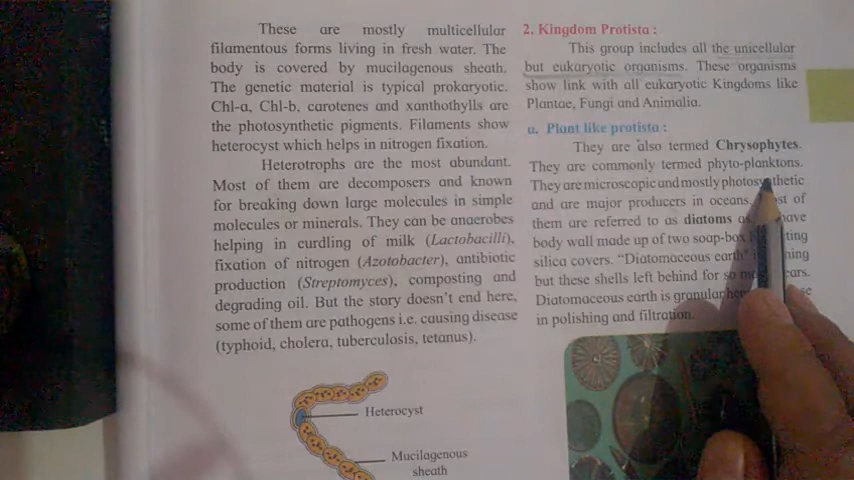 These are mostly multicellular
filamentous forms living in fresh water. The
body is covered by mucilagenous sheath.
The genetic material is typical prokaryotic.
Chl-a, Chl-b, carotenes and xanthothylls are
the photosynthetic pigments. Filaments show
heterocyst which helps in nitrogen fixation.
Heterotrophs are the most abundant.
Most of them are decomposers and known
for breaking down large molecules in simple
molecules or minerals. They can be anaerobes
helping in curdling of milk (Lactobacilli),
fixation of nitrogen (Azotobacter), antibiotic
production (Streptomyces), composting and
degrading oil. But the story doesn't end here,
some of them are pathogens i.e. causing disease
(typhoid, cholera, tuberculosis, tetanus).
Heterocyst
Mucilagenous
sheath
2. Kingdom Protista :
This group includes all the unicellular
but eukaryotic organisms. These organisms
show link with all eukaryotic Kingdoms like
Plantae, Fungi and Animalia.
a. Plant like protista :
They are also termed Chrysophytes.
They are commonly termed phyto-planktons.
They are microscopic and mostly photosynthetic
and are major producers in oceans. of
them are referred to as diatoms
body wall made up of two soap-box
silica covers. "Diatomaceous earth"
but these shells left behind for so
Diatomaceous earth is granular
in polishing and filtration.